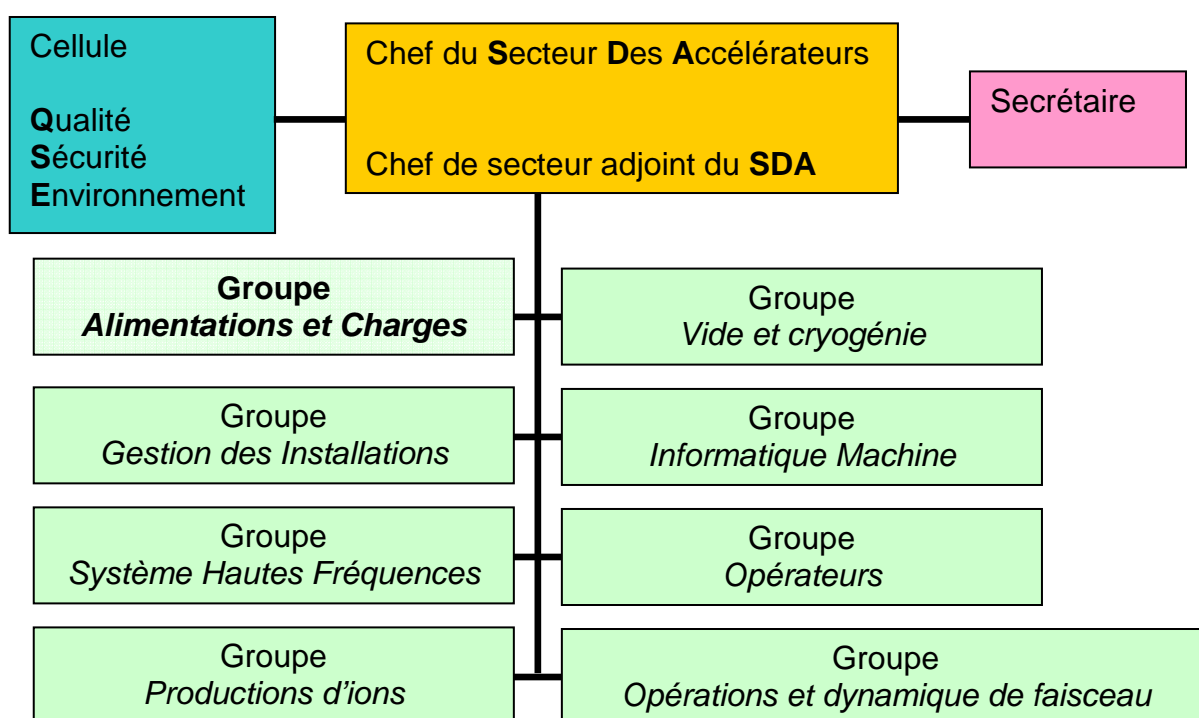 Cellule
Qualité
Sécurité
Environnement
Chef du Secteur Des Accélérateurs
Chef de secteur adjoint du SDA
Secrétaire
Groupe
Alimentations et Charges
Groupe
Vide et cryogénie
Groupe
Gestion des Installations
Groupe
Informatique Machine
Groupe
Système Hautes Fréquences
Groupe
Opérateurs
Groupe
Productions d'ions
Groupe
Opérations et dynamique de faisceau